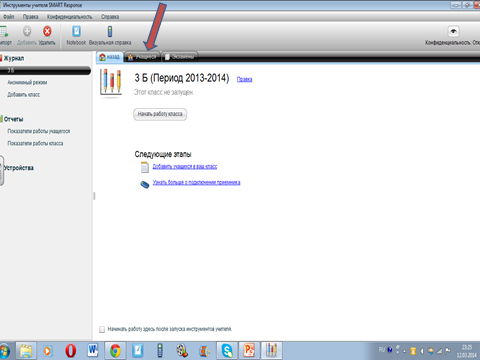 Инструменты учителя SMART Response
Файл Правка Конфиденциальность Справка
Добавить Удалить Notebook Визуальная справка
Конфиденциальность
Журнал
3 Б
Анонимный режим
Добавить класс
Отчеты
Показатели работы учащегося
Показатели работы класса
Устройства
назад Учащиеся Экзамены
3 Б (Период 2013-2014) Правка
Этот класс не запущен.
Начать работу класса
Следующие этапы
Добавить учащихся в ваш класс
Узнать больше о подключении приемника
Начинать работу здесь после запуска инструментов учителя.
RU
23:25
12.03.2014